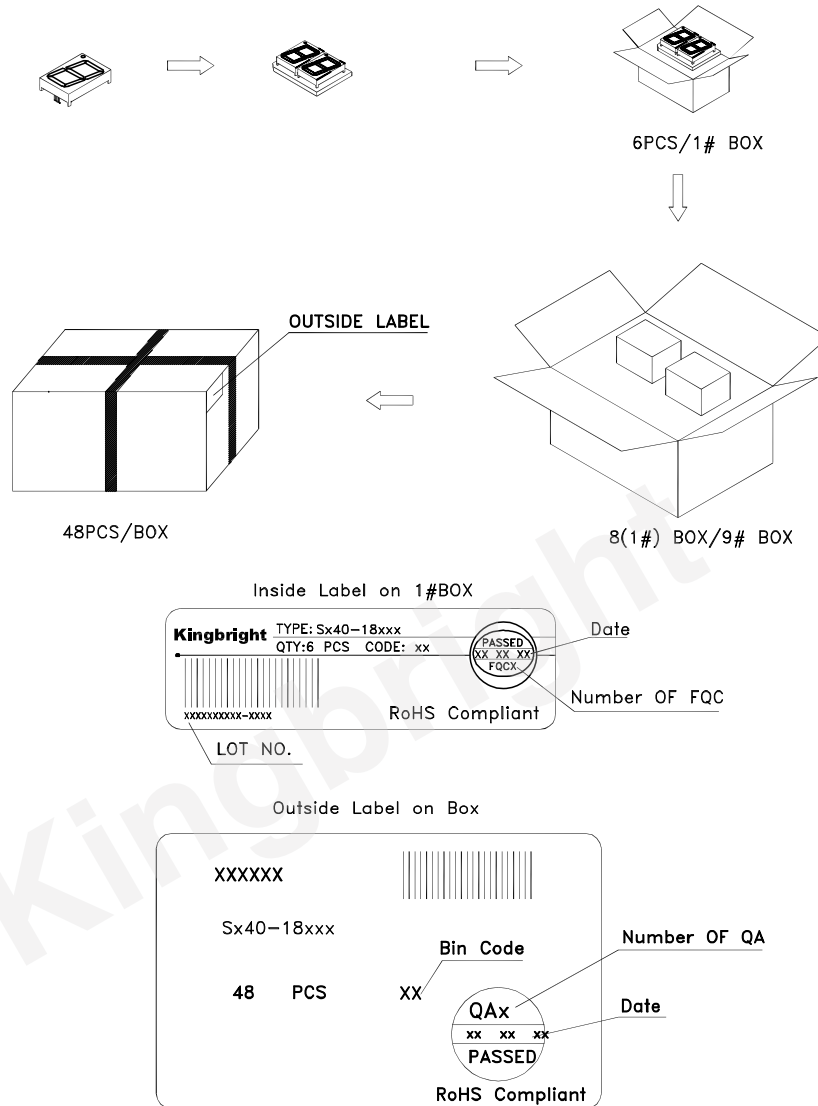 6PCS/1# BOX
OUTSIDE LABEL
48PCS/BOX
8(1#) BOX/9# BOX
Inside Label on 1#BOX
Kingbright
TYPE: Sx40-18xxx
QTY:6 PCS CODE: xx
PASSED
XX XX XX
FQCX
Date
Number OF FQC
XXXXXXXXXX-XXXX
RoHS Compliant
LOT NO.
Outside Label on Box
XXXXXX
Sx40-18xxx
Bin Code
Number OF QA
48 PCS
XX
QAx
Date
xx xx xx
PASSED
RoHS Compliant
Kingbright